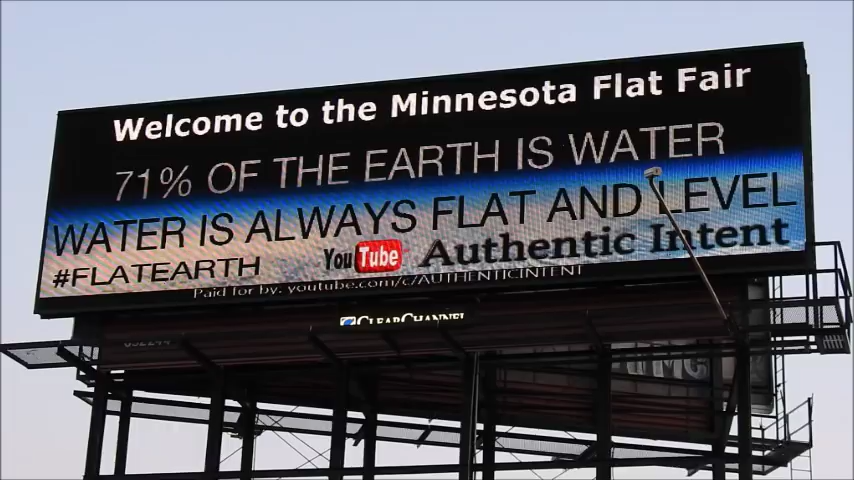 Welcome to the Minnesota Flat Fair
71% OF THE EARTH IS WATER
WATER IS ALWAYS FLAT AND LEVEL
#FLATEARTH YouTube Authentic Intent
Paid for by: youtube.com/c/AUTHENTICINTENT
CLEARCHANNEL